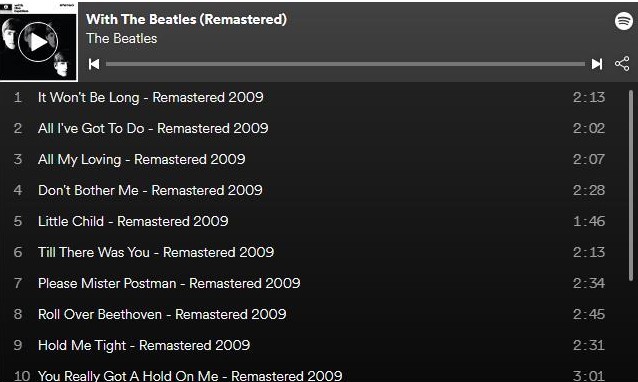 With The Beatles (Remastered)
The Beatles
1 It Won't Be Long - Remastered 2009 2:13
2 All I've Got To Do - Remastered 2009 2:02
3 All My Loving - Remastered 2009 2:07
4 Don't Bother Me - Remastered 2009 2:28
5 Little Child - Remastered 2009 1:46
6 Till There Was You - Remastered 2009 2:13
7 Please Mister Postman - Remastered 2009 2:34
8 Roll Over Beethoven - Remastered 2009 2:45
9 Hold Me Tight - Remastered 2009 2:31
10 You Really Got A Hold On Me - Remastered 2009 3:01